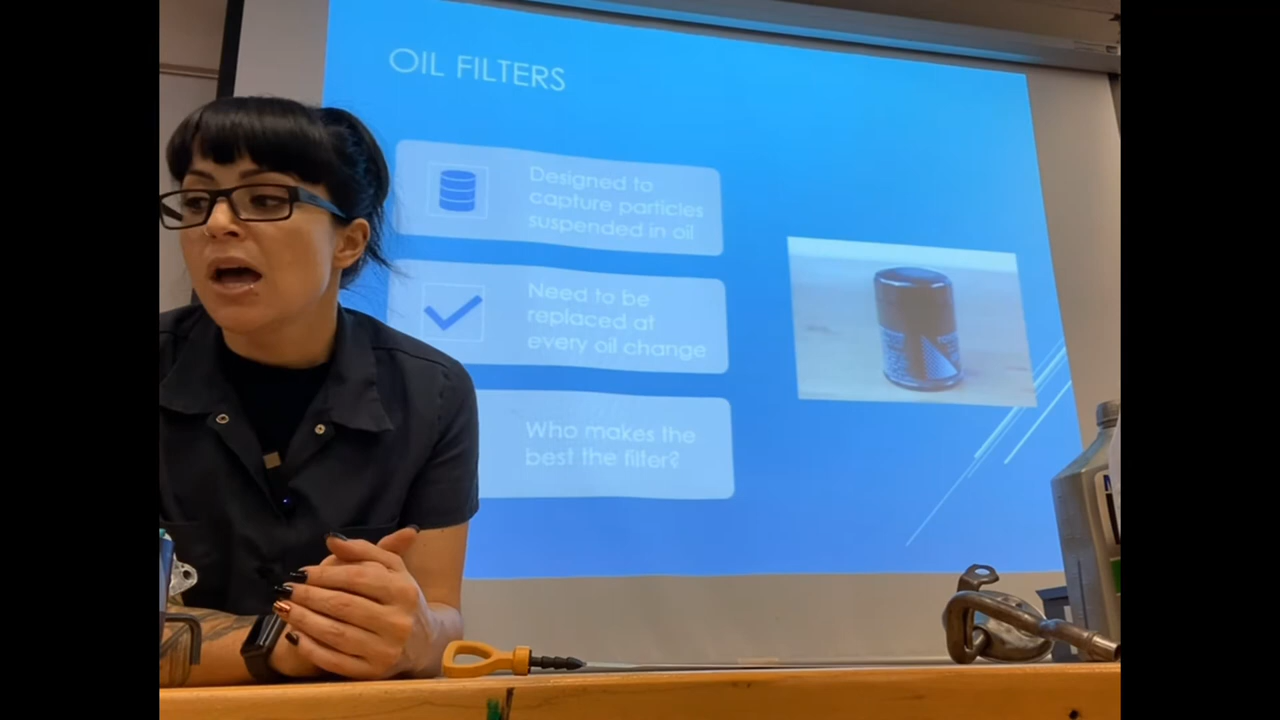 OIL FILTERS
Designed to
capture particles
suspended in oil
Need to be
replaced at
every oil change
Who makes the
best the filter?